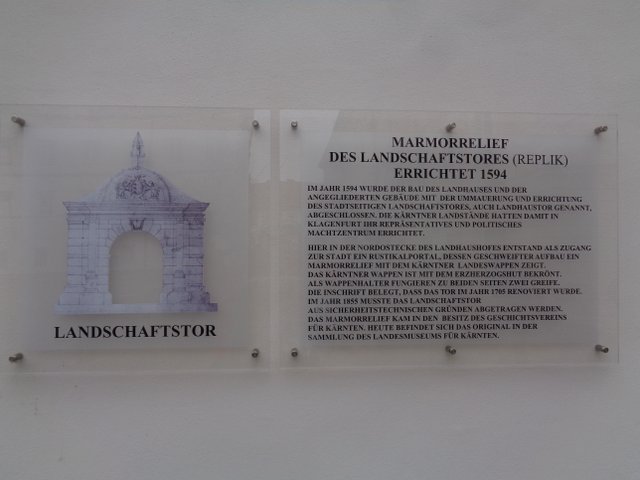 LANDSCHAFTSTOR
MARMORRELIEF
DES LANDSCHAFTSTORES (REPLIK)
ERRICHTET 1594
IM JAHR 1594 WURDE DER BAU DES LANDHAUSES UND DER
ANGEGLIEDERTEN GEBÄUDE MIT DER UMMAUERUNG UND ERRICHTUNG
DES STADTSEITIGEN LANDSCHAFTSTORES, AUCH LANDHAUSTOR GENANNT,
ABGESCHLOSSEN. DIE KÄRNTNER LANDSTÄNDE HATTEN DAMIT IN
KLAGENFURT IHR REPRÄSENTATIVES UND POLITISCHES
MACHTZENTRUM ERRICHTET.
HIER IN DER NORDOSTECKE DES LANDHAUSHOFES ENTSTAND ALS ZUGANG
ZUR STADT EIN RUSTIKALPORTAL, DESSEN GESCHWEIFTER AUFBAU EIN
MARMORRELIEF MIT DEM KÄRNTNER LANDESWAPPEN ZEIGT.
DAS KÄRNTNER WAPPEN IST MIT DEM ERZHERZOGSHUT BEKRÖNT.
ALS WAPPENHALTER FUNGIEREN ZU BEIDEN SEITEN ZWEI GREIFE.
DIE INSCHRIFT BELEGT, DASS DAS TOR IM JAHR 1705 RENOVIERT WURDE.
IM JAHR 1855 MUSSTE DAS LANDSCHAFTSTOR
AUS SICHERHEITSTECHNISCHEN GRÜNDEN ABGETRAGEN WERDEN.
DAS MARMORRELIEF KAM IN DEN BESITZ DES GESCHICHTSVEREINS
FÜR KÄRNTEN. HEUTE BEFINDET SICH DAS ORIGINAL IN DER
SAMMLUNG DES LANDESMUSEUMS FÜR KÄRNTEN.